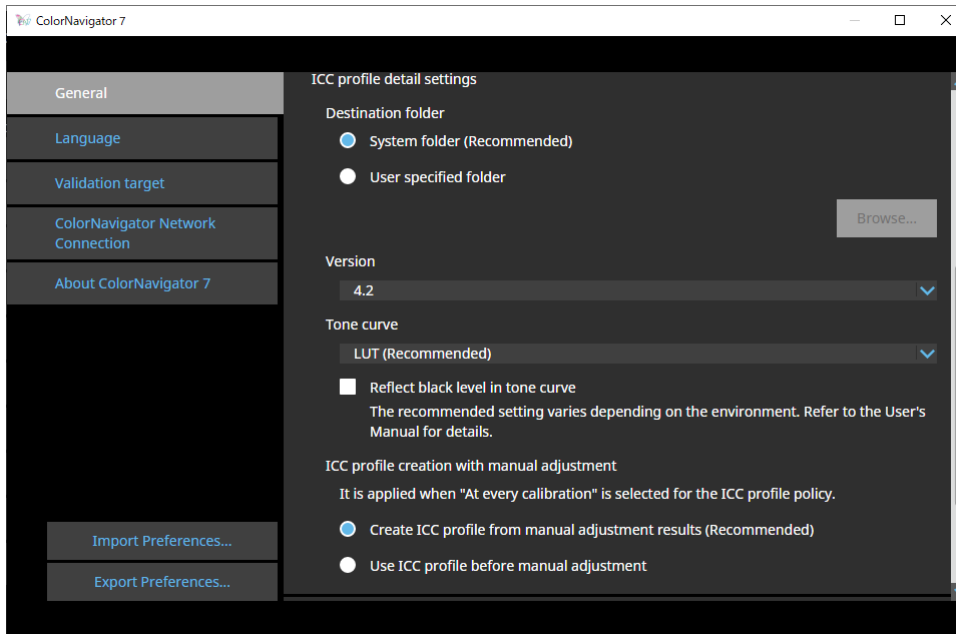 ColorNavigator 7
General
Language
Validation target
ColorNavigator Network
Connection
About ColorNavigator 7
Import Preferences...
Export Preferences...
ICC profile detail settings
Destination folder
System folder (Recommended)
User specified folder
Browse...
Version
4.2
Tone curve
LUT (Recommended)
Reflect black level in tone curve
The recommended setting varies depending on the environment. Refer to the User's
Manual for details.
ICC profile creation with manual adjustment
It is applied when "At every calibration" is selected for the ICC profile policy.
Create ICC profile from manual adjustment results (Recommended)
Use ICC profile before manual adjustment